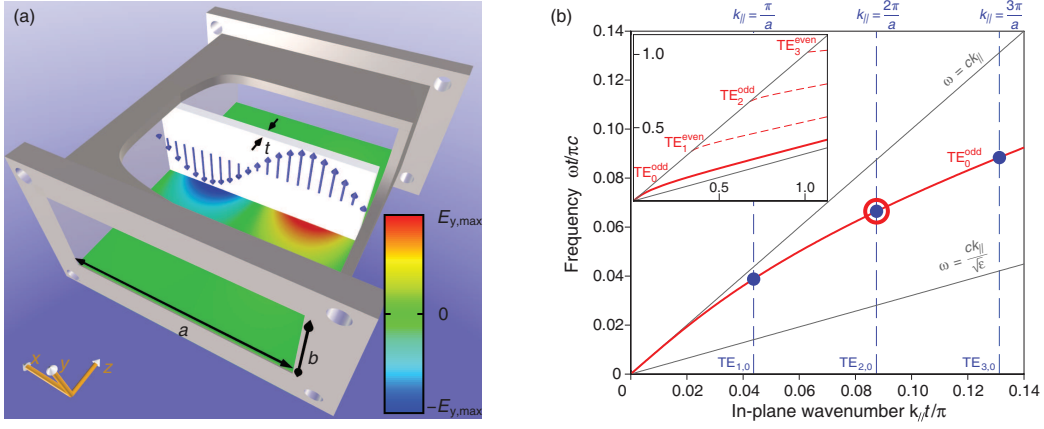 (a)
t
a
b
x
y
z
E_y,max
0
−E_y,max
(b)
k_// = π/a
k_// = 2π/a
k_// = 3π/a
Frequency ωt/πc
0.14
0.12
0.10
0.08
0.06
0.04
0.02
0.00
1.0
0.5
0.5
1.0
TE_3^even
TE_2^odd
TE_1^even
TE_0^odd
ω = ck_//
TE_0^odd
ω = ck_///√ε
TE_1,0
TE_2,0
TE_3,0
0
0.02
0.04
0.06
0.08
0.10
0.12
0.14
In-plane wavenumber k_//t/π